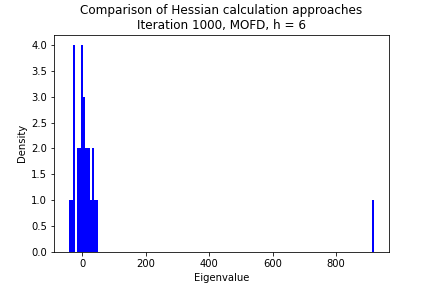 Comparison of Hessian calculation approaches
Iteration 1000, MOFD, h = 6
4.0
3.5
3.0
2.5
2.0
1.5
1.0
0.5
0.0
Density
0 200 400 600 800
Eigenvalue